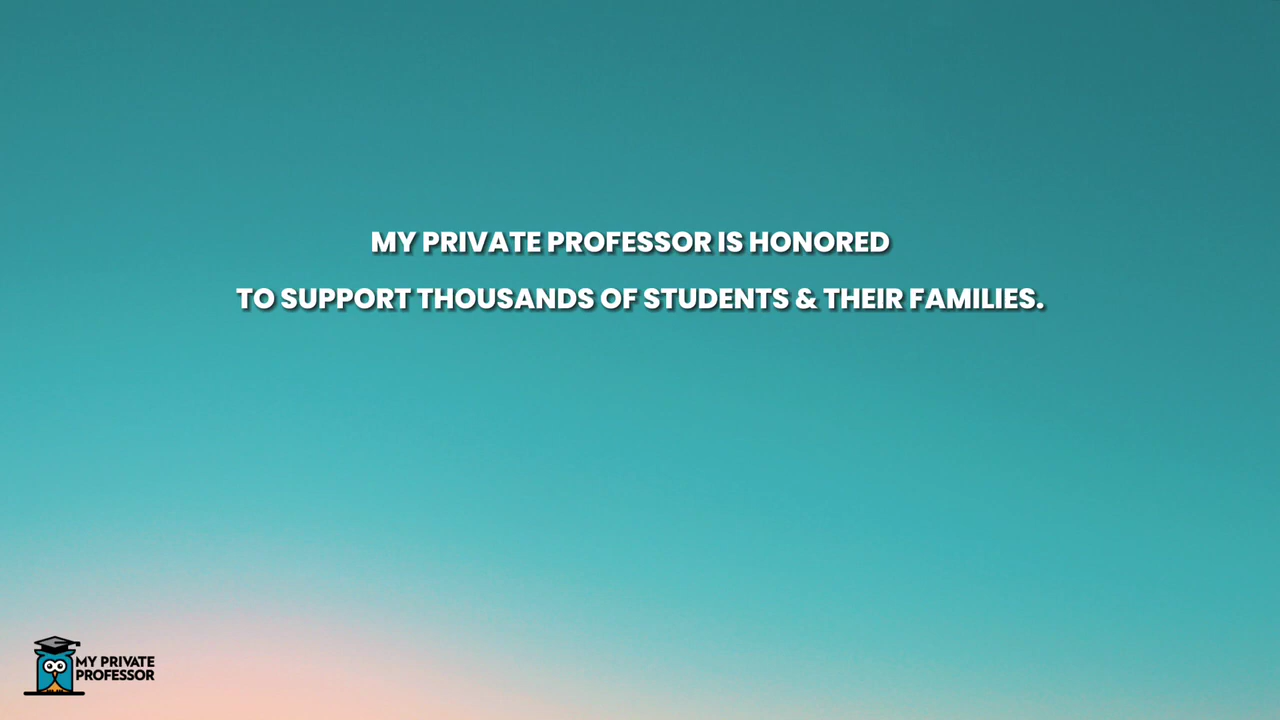 MY PRIVATE PROFESSOR IS HONORED
TO SUPPORT THOUSANDS OF STUDENTS & THEIR FAMILIES.
MY PRIVATE
PROFESSOR